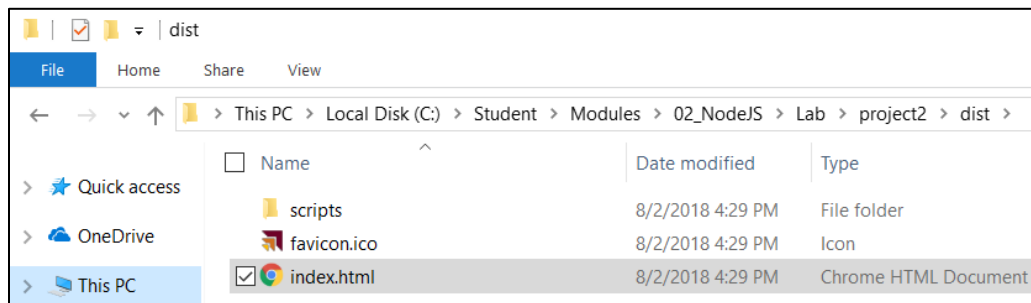 dist
File Home Share View
This PC > Local Disk (C:) > Student > Modules > 02_NodeJS > Lab > project2 > dist >
Name Date modified Type
Quick access
scripts 8/2/2018 4:29 PM File folder
OneDrive
favicon.ico 8/2/2018 4:29 PM Icon
This PC
index.html 8/2/2018 4:29 PM Chrome HTML Document